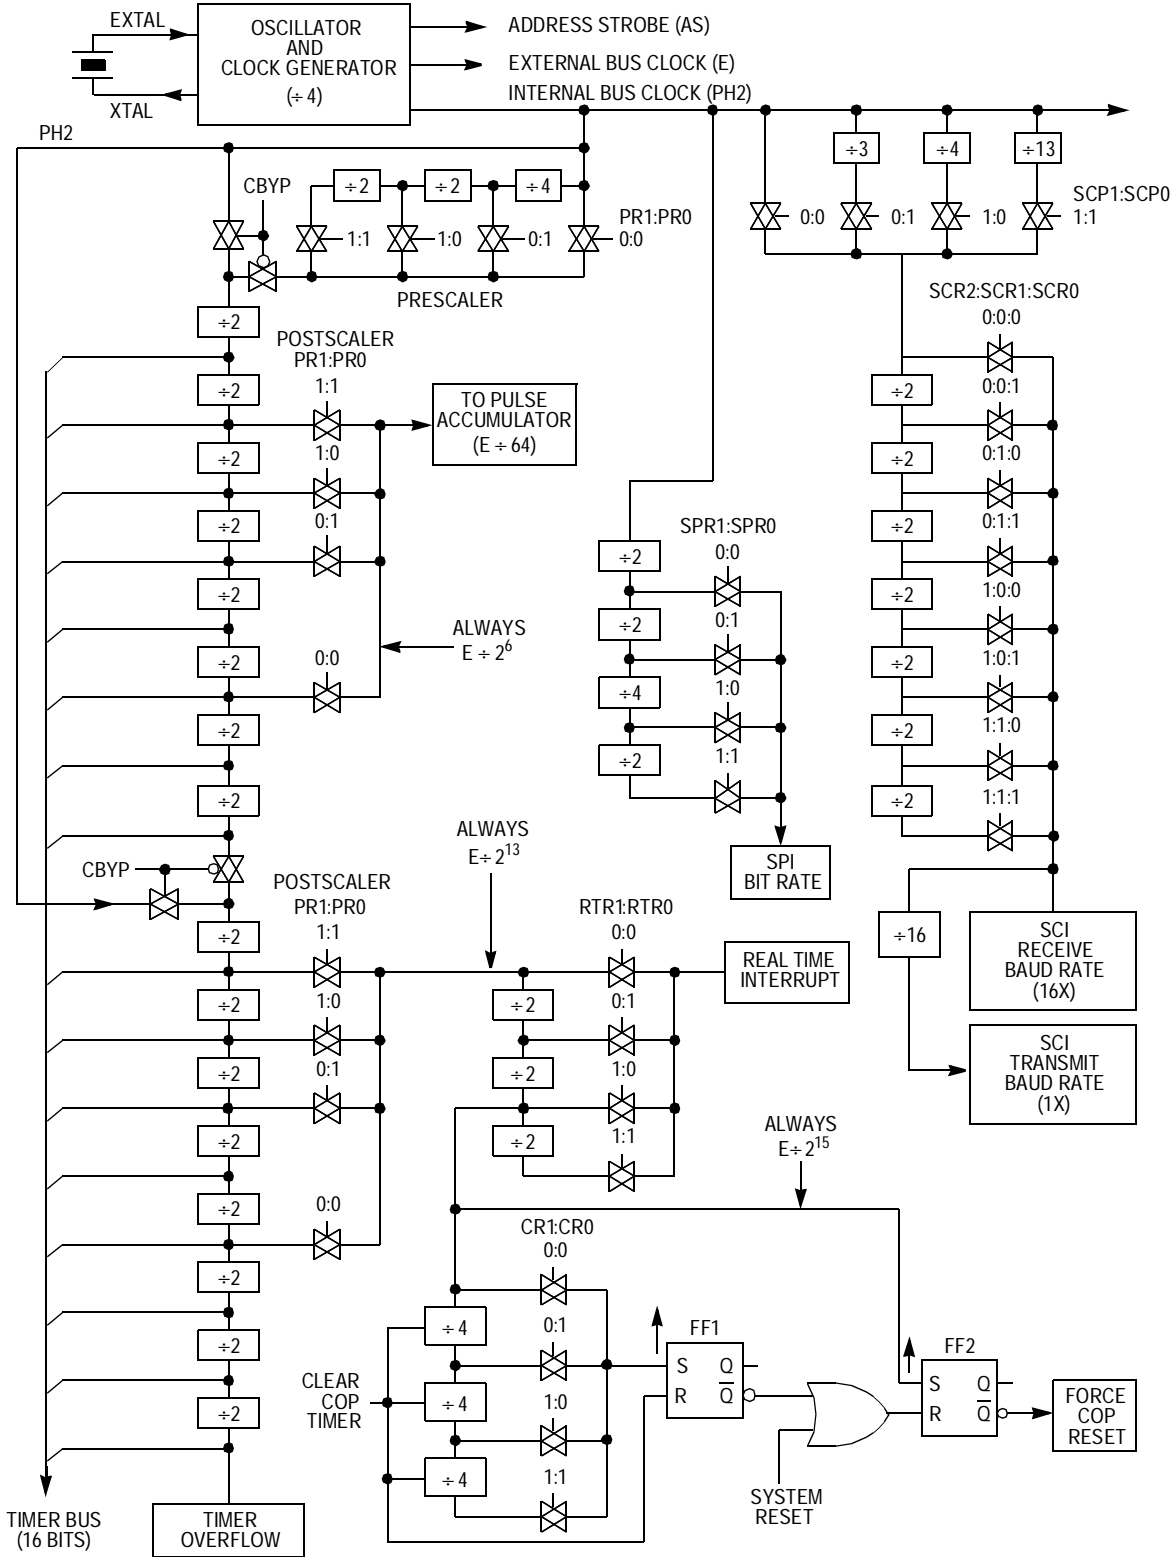 EXTAL
OSCILLATOR
AND
CLOCK GENERATOR
(÷ 4)
XTAL
ADDRESS STROBE (AS)
EXTERNAL BUS CLOCK (E)
INTERNAL BUS CLOCK (PH2)
PH2
CBYP
÷2
÷2
÷4
1:1
1:0
0:1
PR1:PR0
0:0
PRESCALER
÷3
÷4
÷13
0:0
0:1
1:0
SCP1:SCP0
1:1
÷2
÷2
÷2
÷2
÷2
÷2
÷2
÷2
POSTSCALER
PR1:PR0
1:1
1:0
0:1
0:0
TO PULSE
ACCUMULATOR
(E ÷ 64)
ALWAYS
E ÷ 2⁶
SPR1:SPR0
0:0
0:1
1:0
1:1
÷2
÷2
÷4
÷2
SPI
BIT RATE
SCR2:SCR1:SCR0
0:0:0
0:0:1
0:1:0
0:1:1
1:0:0
1:0:1
1:1:0
1:1:1
÷2
÷2
÷2
÷2
÷2
÷2
÷2
÷16
SCI
RECEIVE
BAUD RATE
(16X)
SCI
TRANSMIT
BAUD RATE
(1X)
CBYP
÷2
÷2
÷2
÷2
÷2
÷2
÷2
÷2
POSTSCALER
PR1:PR0
1:1
1:0
0:1
0:0
ALWAYS
E÷ 2¹³
RTR1:RTR0
0:0
0:1
1:0
1:1
÷2
÷2
÷2
REAL TIME
INTERRUPT
ALWAYS
E÷ 2¹⁵
CR1:CR0
0:0
0:1
1:0
1:1
÷ 4
÷ 4
÷ 4
CLEAR
COP
TIMER
FF1
S Q
R Q̅
FF2
S Q
R Q̅
SYSTEM
RESET
FORCE
COP
RESET
TIMER BUS
(16 BITS)
TIMER
OVERFLOW